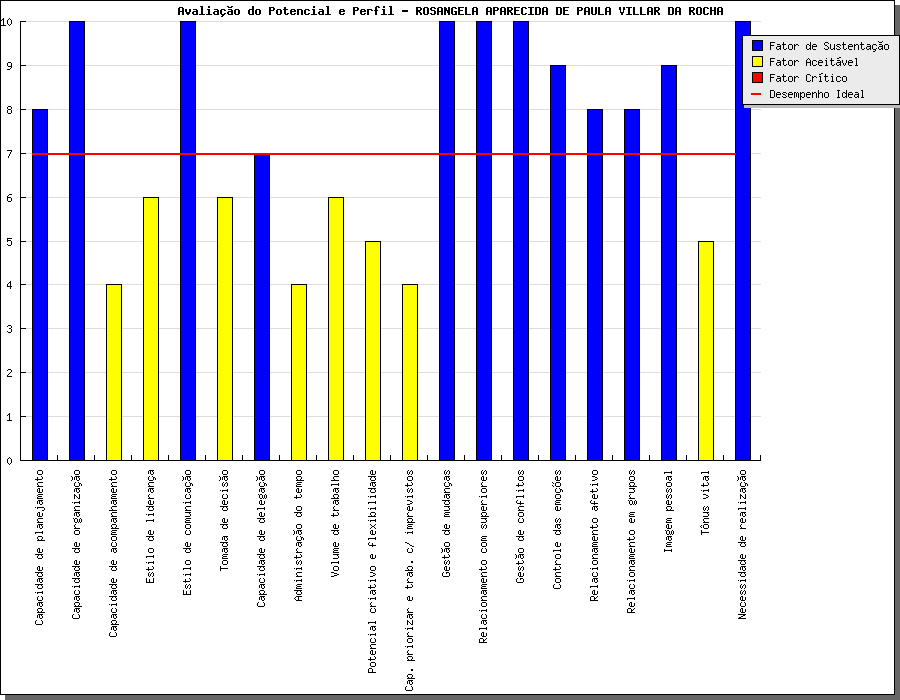 Avaliação do Potencial e Perfil - ROSANGELA APARECIDA DE PAULA VILLAR DA ROCHA
Fator de Sustentação
Fator Aceitável
Fator Crítico
Desempenho Ideal
10
9
8
7
6
5
4
3
2
1
0
Capacidade de planejamento
Capacidade de organização
Capacidade de acompanhamento
Estilo de liderança
Estilo de comunicação
Tomada de decisão
Capacidade de delegação
Administração do tempo
Volume de trabalho
Potencial criativo e flexibilidade
Cap. priorizar e trab. c/ imprevistos
Gestão de mudanças
Relacionamento com superiores
Gestão de conflitos
Controle das emoções
Relacionamento afetivo
Relacionamento em grupos
Imagem pessoal
Tônus vital
Necessidade de realização